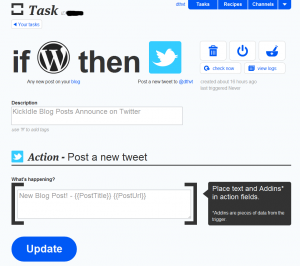 dhvt Tasks Recipes Channels
Task
Your tasks
if then
Any new post on your blog
Post a new tweet to @dhvt
check now view logs
created about 19 hours ago
last triggered Never
Description
Kickidle Blog Posts Announce on Twitter
use '#' to add tags
Action - Post a new tweet
What's happening?
New Blog Post! - {{PostTitle}} {{PostUrl}}
Place text and Addins*
in action fields.
*Addins are pieces of data from the
trigger.
Update